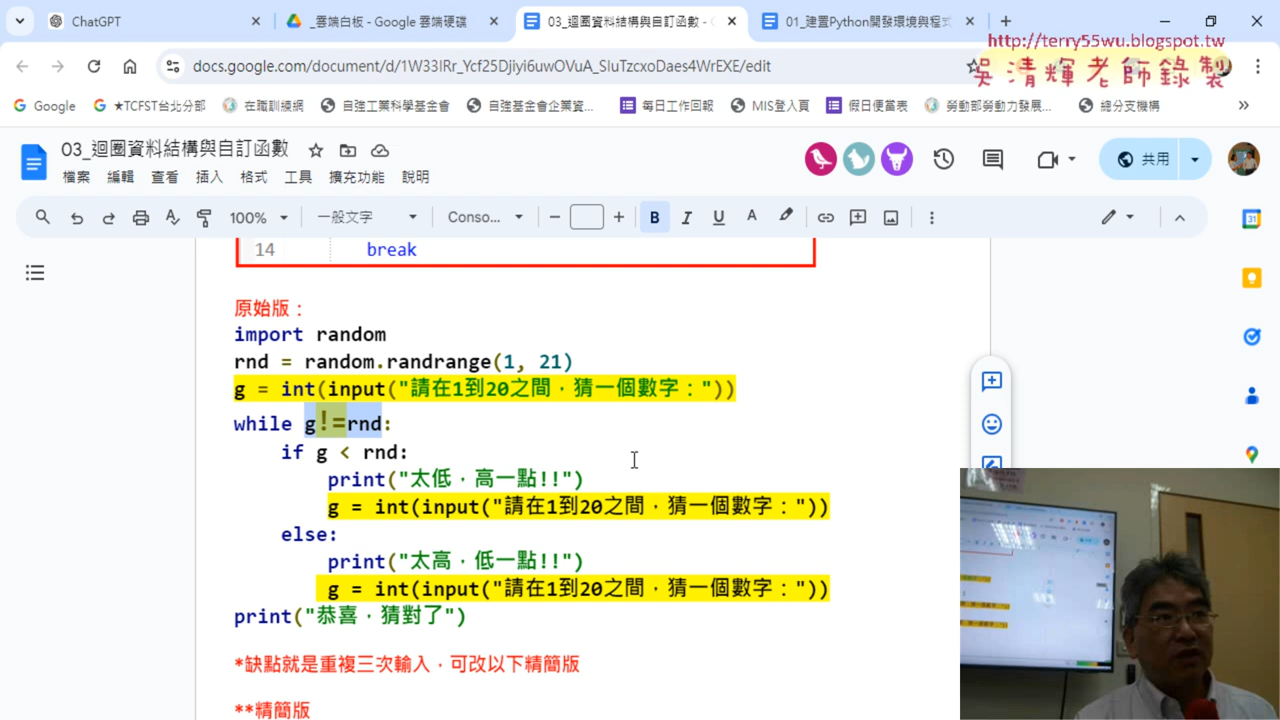 ChatGPT
_雲端白板 - Google 雲端硬碟
03_迴圈資料結構與自訂函數 - G
01_建置Python開發環境與程式
http://terry55wu.blogspot.tw
吳清輝老師錄製
docs.google.com/document/d/1W33IRr_Ycf25Djiyi6uwOVuA_SluTzcxoDaes4WrEXE/edit
Google
★TCFST台北分部
在職訓練網
自強工業科學基金會
自強基金會企業資...
每日工作回報
MIS登入頁
假日便當表
勞動部勞動力發展...
總分支機構
03_迴圈資料結構與自訂函數
檔案 編輯 查看 插入 格式 工具 擴充功能 說明
共用
100% 一般文字 Conso... B I U A
14 break
原始版：
import random
rnd = random.randrange(1, 21)
g = int(input("請在1到20之間，猜一個數字："))
while g!=rnd:
if g < rnd:
print("太低，高一點!!")
g = int(input("請在1到20之間，猜一個數字："))
else:
print("太高，低一點!!")
g = int(input("請在1到20之間，猜一個數字："))
print("恭喜，猜對了")
*缺點就是重複三次輸入，可改以下精簡版
**精簡版